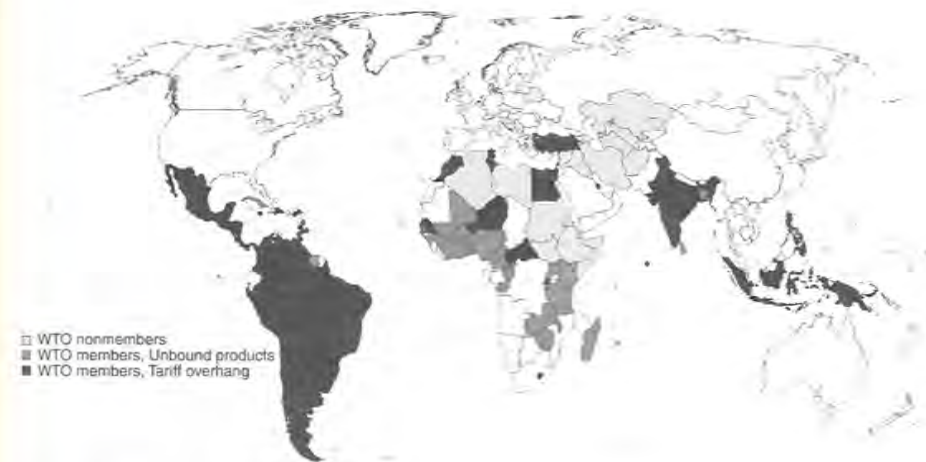 WTO nonmembers
WTO members, Unbound products
WTO members, Tariff overhang